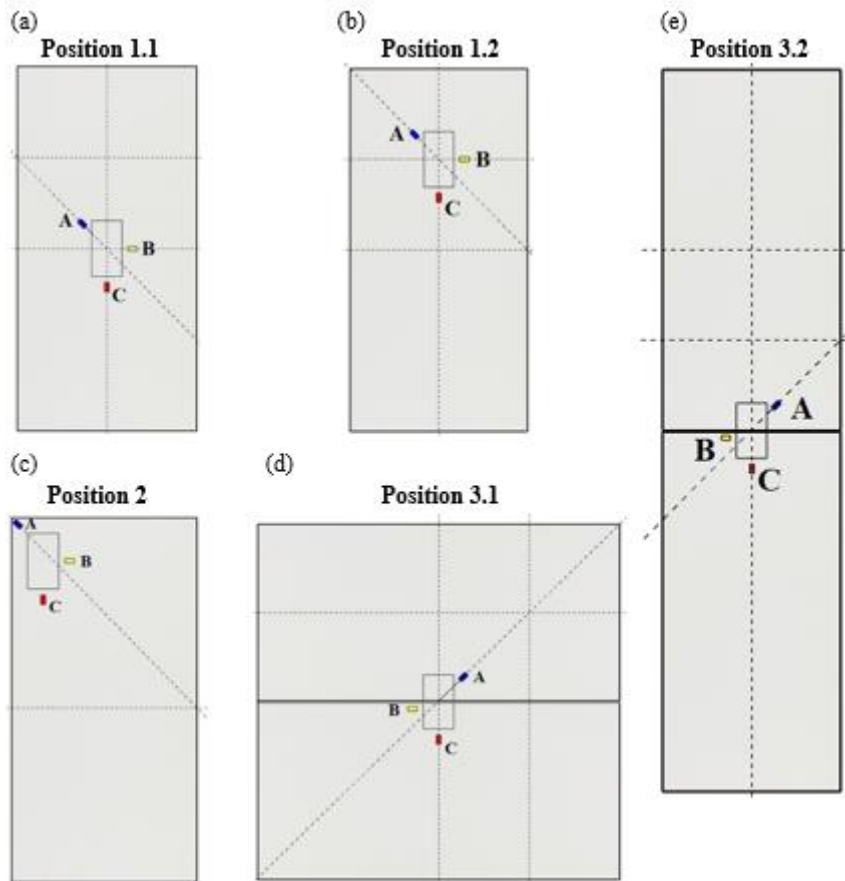 (a)
Position 1.1
A
B
C
(b)
Position 1.2
A
B
C
(c)
Position 2
A
B
C
(d)
Position 3.1
A
B
C
(e)
Position 3.2
A
B
C